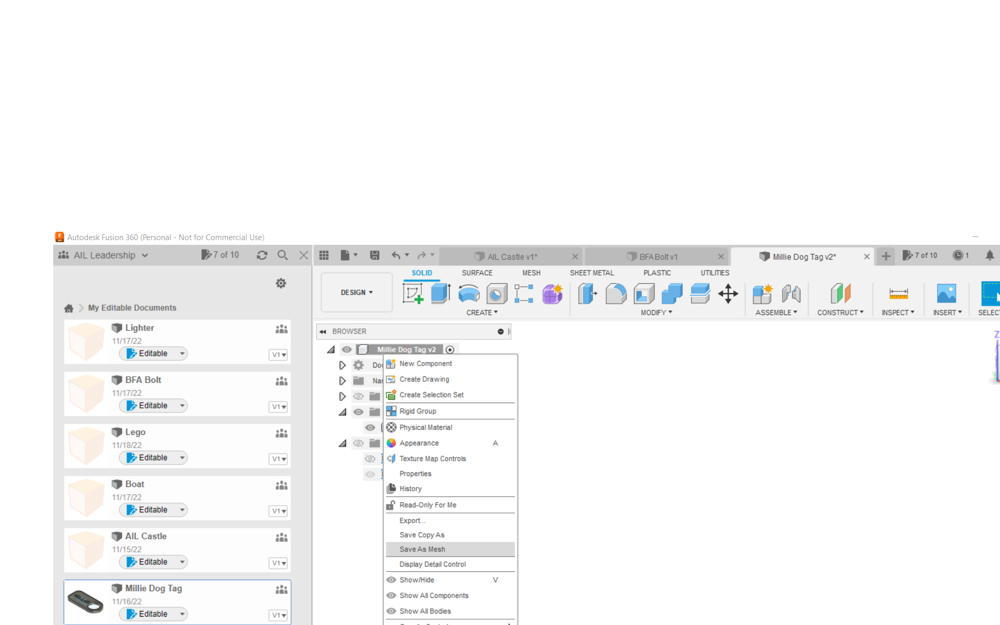 Autodesk Fusion 360 (Personal - Not for Commercial Use)
AIL Leadership
7 of 10
AIL Castle v1*
BFA Bolt v1
Millie Dog Tag v2*
7 of 10
1
DESIGN
SOLID
SURFACE
MESH
SHEET METAL
PLASTIC
UTILITIES
CREATE
MODIFY
ASSEMBLE
CONSTRUCT
INSPECT
INSERT
SELEC
My Editable Documents
Lighter
11/17/22
Editable
V1
BFA Bolt
11/17/22
Editable
V1
Lego
11/18/22
Editable
V1
Boat
11/17/22
Editable
V1
AIL Castle
11/15/22
Editable
V1
Millie Dog Tag
11/16/22
Editable
V1
BROWSER
Millie Dog Tag v2
Doc
Nar
New Component
Create Drawing
Create Selection Set
Rigid Group
Physical Material
Appearance A
Texture Map Controls
Properties
History
Read-Only For Me
Export...
Save Copy As
Save As Mesh
Display Detail Control
Show/Hide V
Show All Components
Show All Bodies
Z